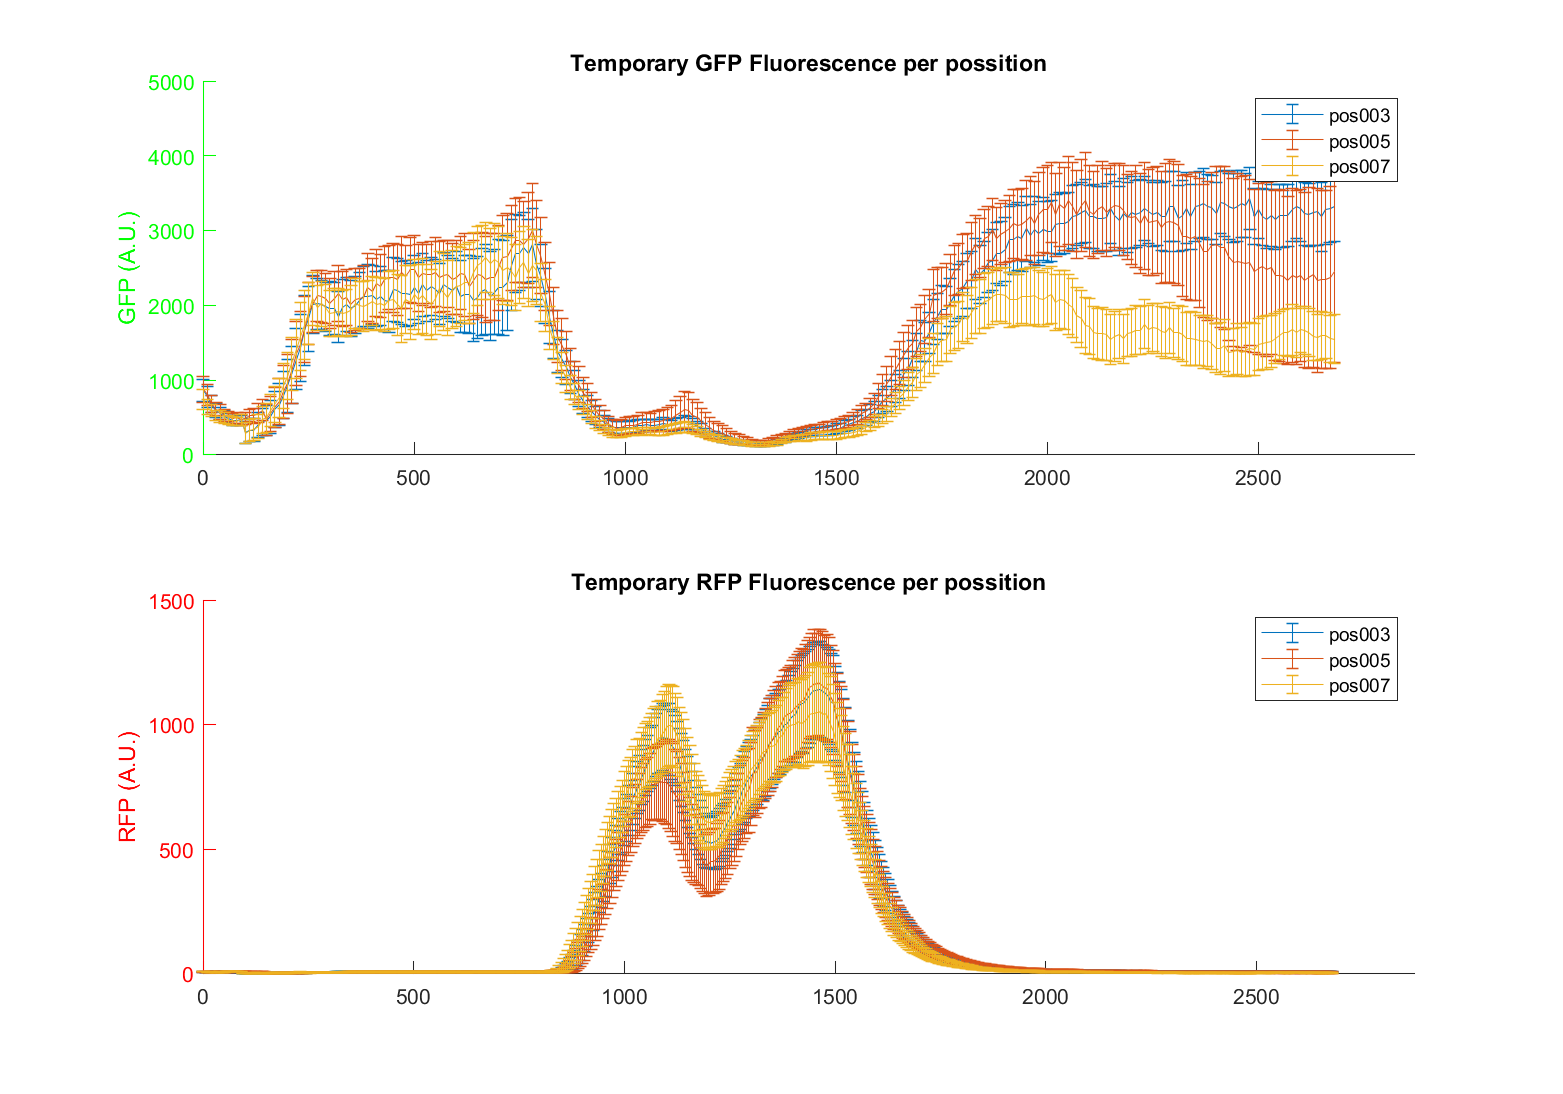 Temporary GFP Fluorescence per possition
5000
4000
3000
2000
1000
0
GFP (A.U.)
0 500 1000 1500 2000 2500
pos003
pos005
pos007
Temporary RFP Fluorescence per possition
1500
1000
500
0
RFP (A.U.)
0 500 1000 1500 2000 2500
pos003
pos005
pos007